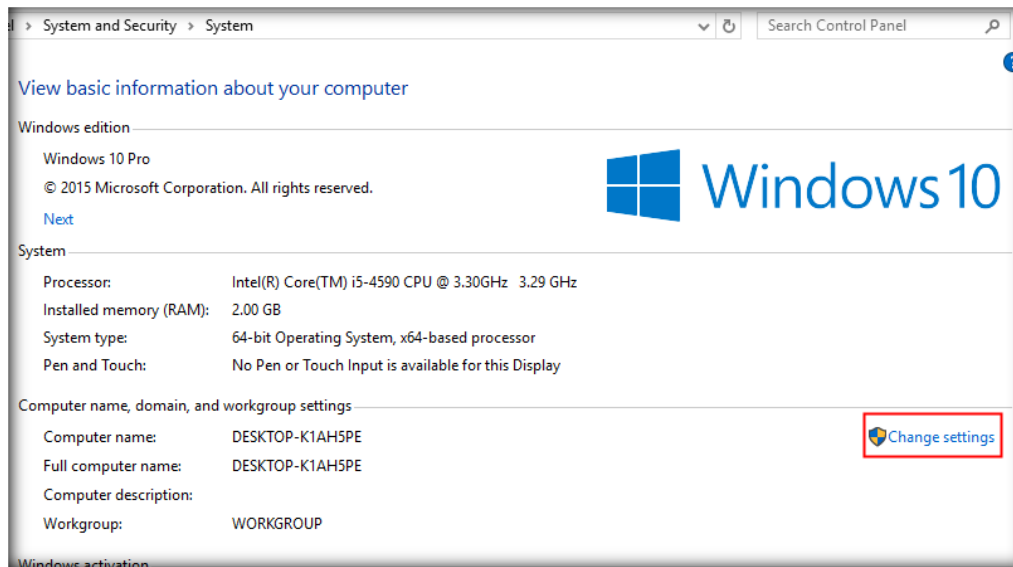 System and Security > System
Search Control Panel
View basic information about your computer
Windows edition
Windows 10 Pro
© 2015 Microsoft Corporation. All rights reserved.
Next
Windows 10
System
Processor: Intel(R) Core(TM) i5-4590 CPU @ 3.30GHz 3.29 GHz
Installed memory (RAM): 2.00 GB
System type: 64-bit Operating System, x64-based processor
Pen and Touch: No Pen or Touch Input is available for this Display
Computer name, domain, and workgroup settings
Computer name: DESKTOP-K1AH5PE
Change settings
Full computer name: DESKTOP-K1AH5PE
Computer description:
Workgroup: WORKGROUP
Windows activation